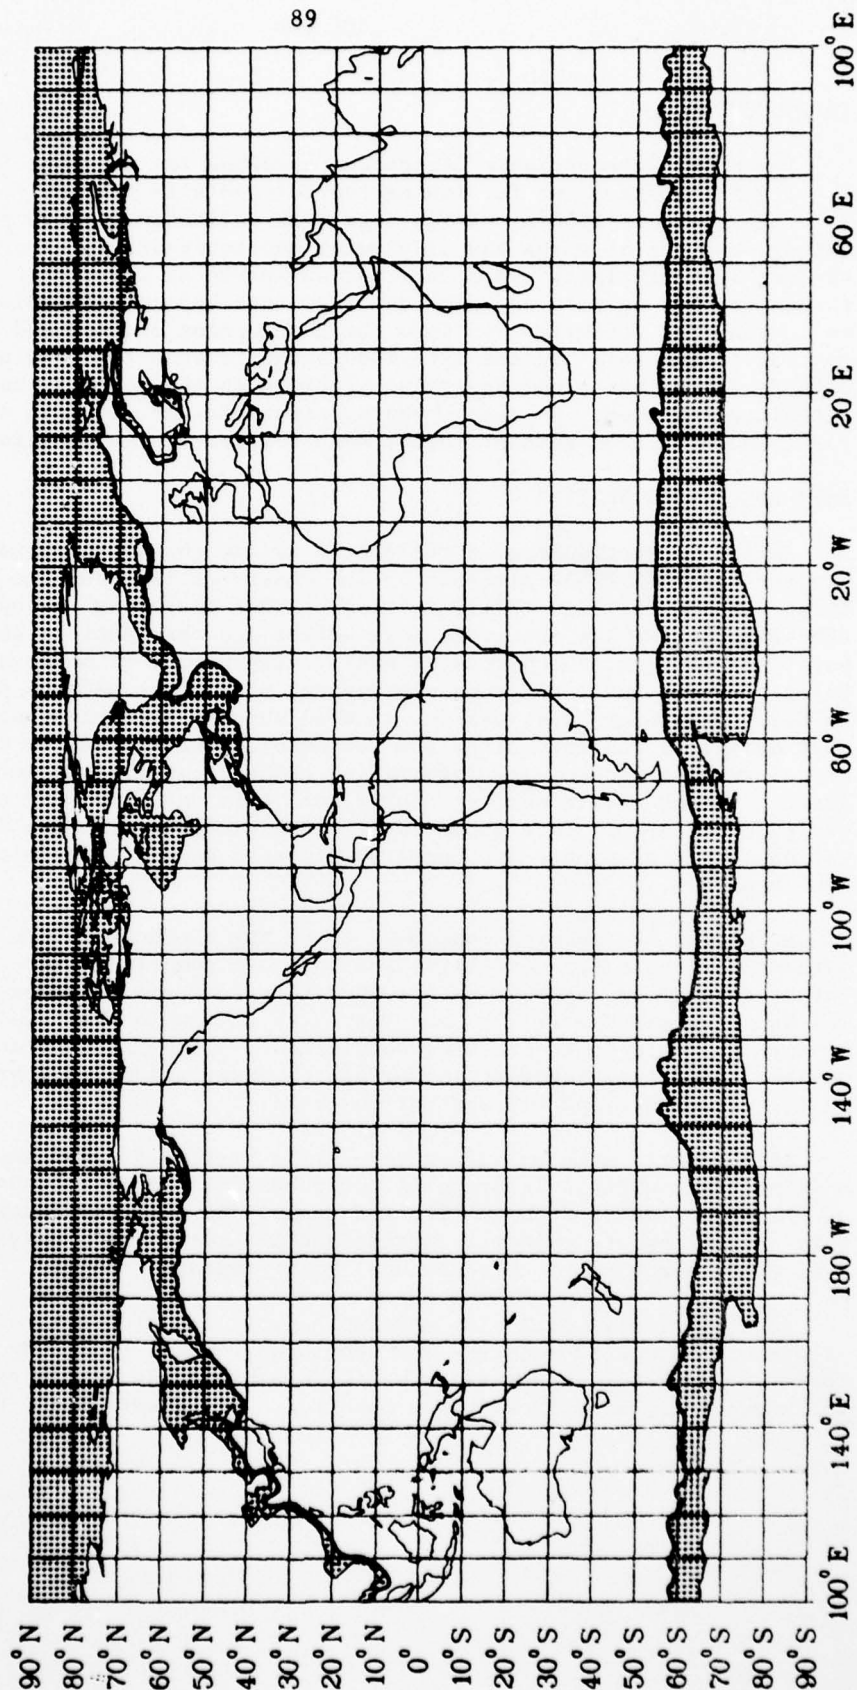 89
90° N
80° N
70° N
60° N
50° N
40° N
30° N
20° N
10° N
0°
10° S
20° S
30° S
40° S
50° S
60° S
70° S
80° S
90° S
100° E
140° E
180° W
140° W
100° W
60° W
20° W
20° E
60° E
100° E